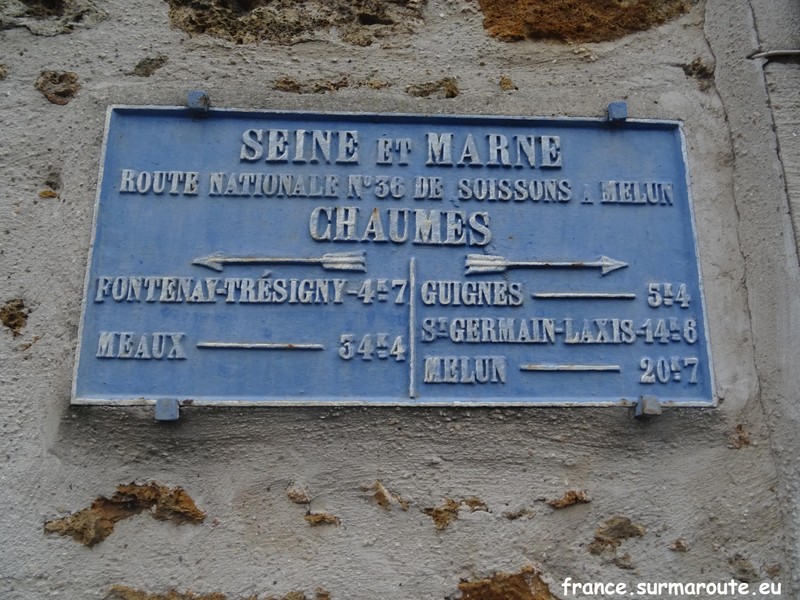 SEINE ET MARNE
ROUTE NATIONALE N°36 DE SOISSONS A MELUN
CHAUMES
FONTENAY-TRÉSIGNY-4K7
MEAUX 34K4
GUIGNES 5K4
ST GERMAIN-LAXIS-14K6
MELUN 20K7
france.surmaroute.eu